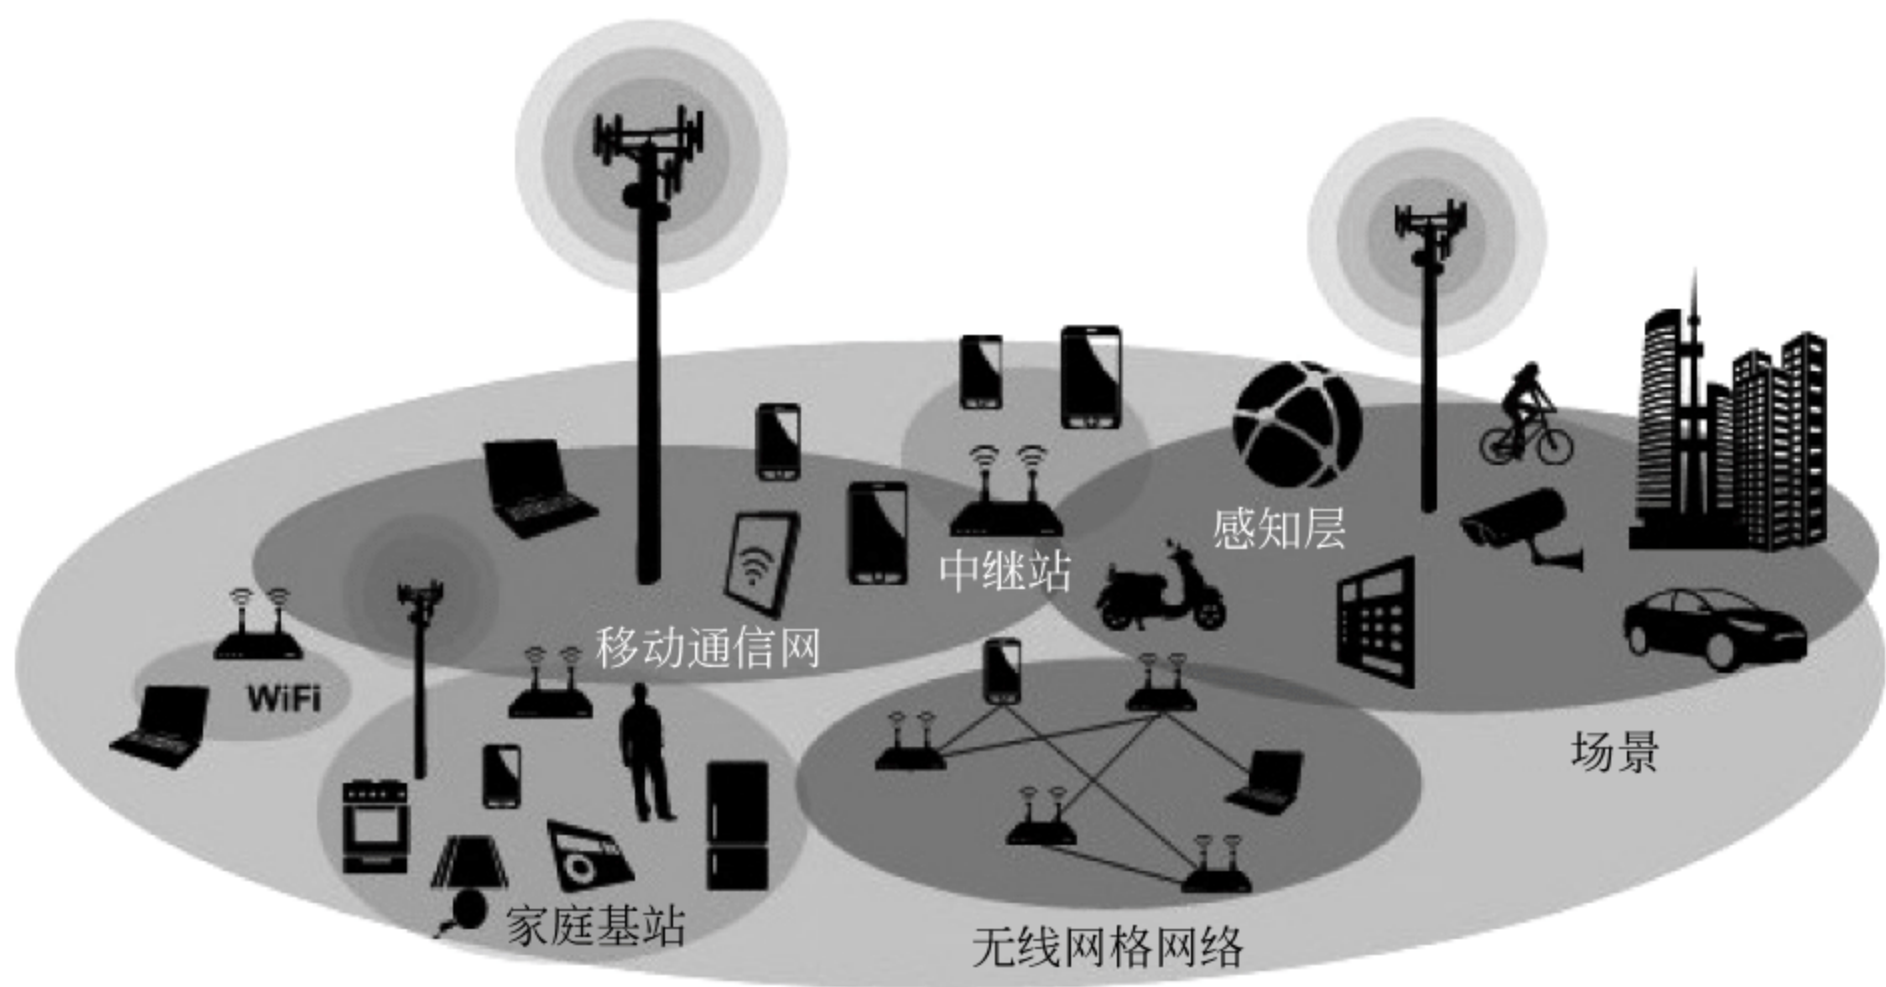 感知层
中继站
移动通信网
WiFi
场景
家庭基站
无线网格网络